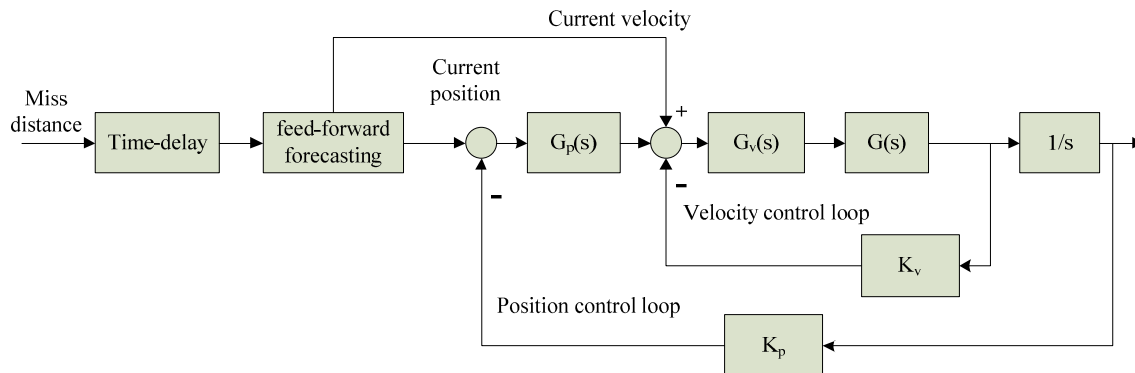 Current velocity
Current
position
Miss
distance
Time-delay
feed-forward
forecasting
-
Gp(s)
+
-
Gv(s)
G(s)
1/s
Velocity control loop
Kv
Position control loop
Kp